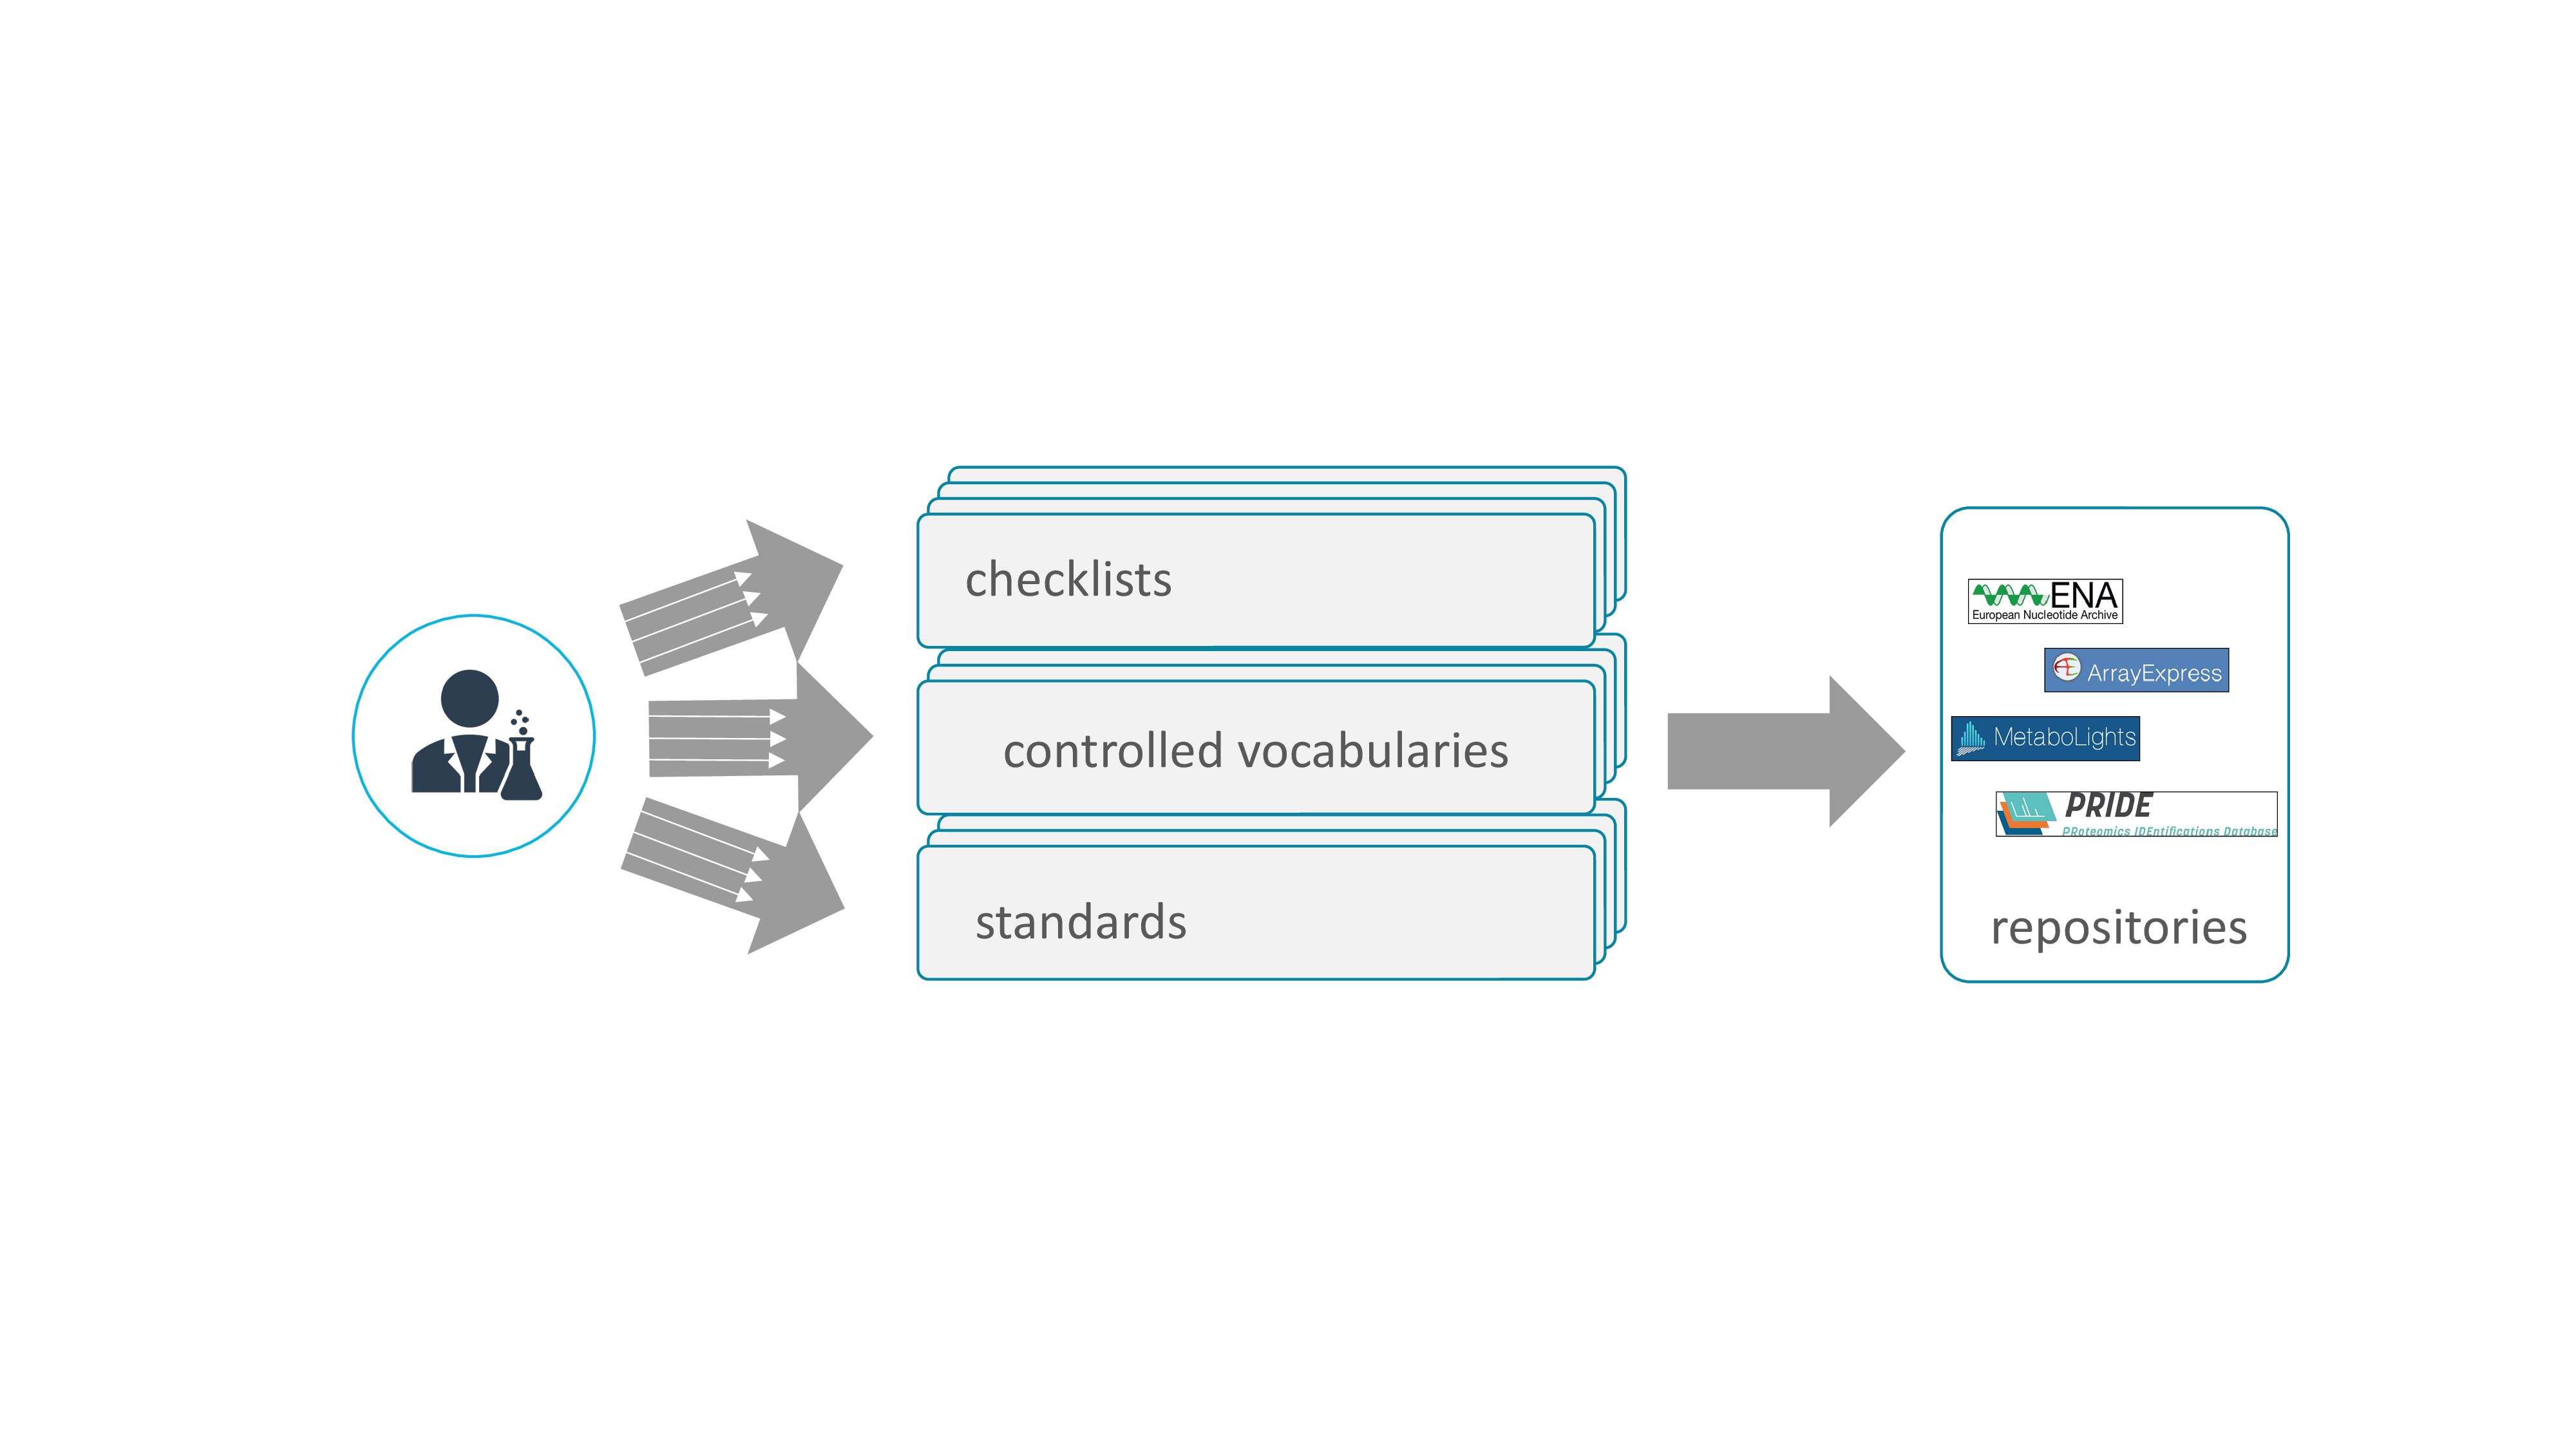 checklists
controlled vocabularies
standards
ENA
European Nucleotide Archive
ArrayExpress
MetaboLights
PRIDE
PRoteomics IDEntifications Database
repositories